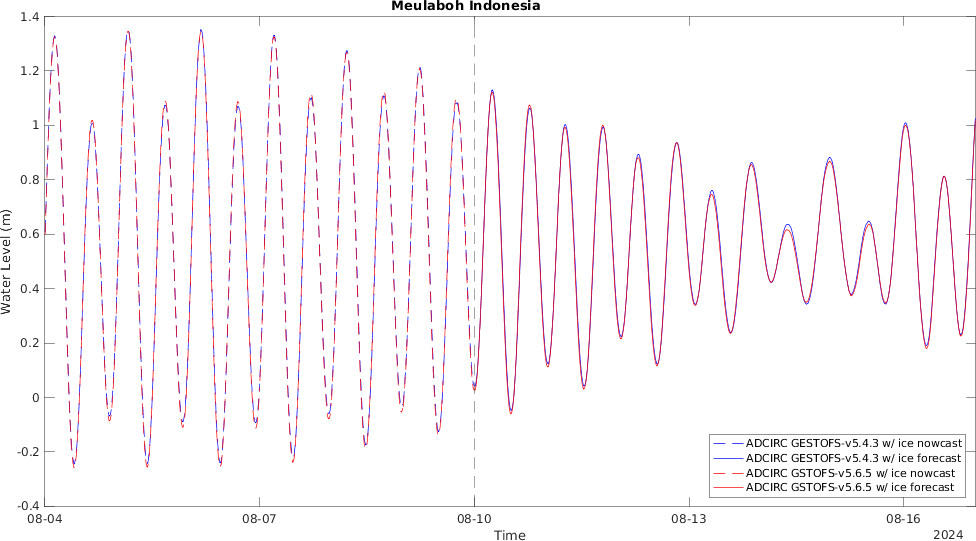 Meulaboh Indonesia
1.4
1.2
1
0.8
0.6
0.4
0.2
0
-0.2
-0.4
Water Level (m)
ADCIRC GESTOFS-v5.4.3 w/ ice nowcast
ADCIRC GESTOFS-v5.4.3 w/ ice forecast
ADCIRC GSTOFS-v5.6.5 w/ ice nowcast
ADCIRC GSTOFS-v5.6.5 w/ ice forecast
08-04 08-07 08-10 08-13 08-16
Time
2024